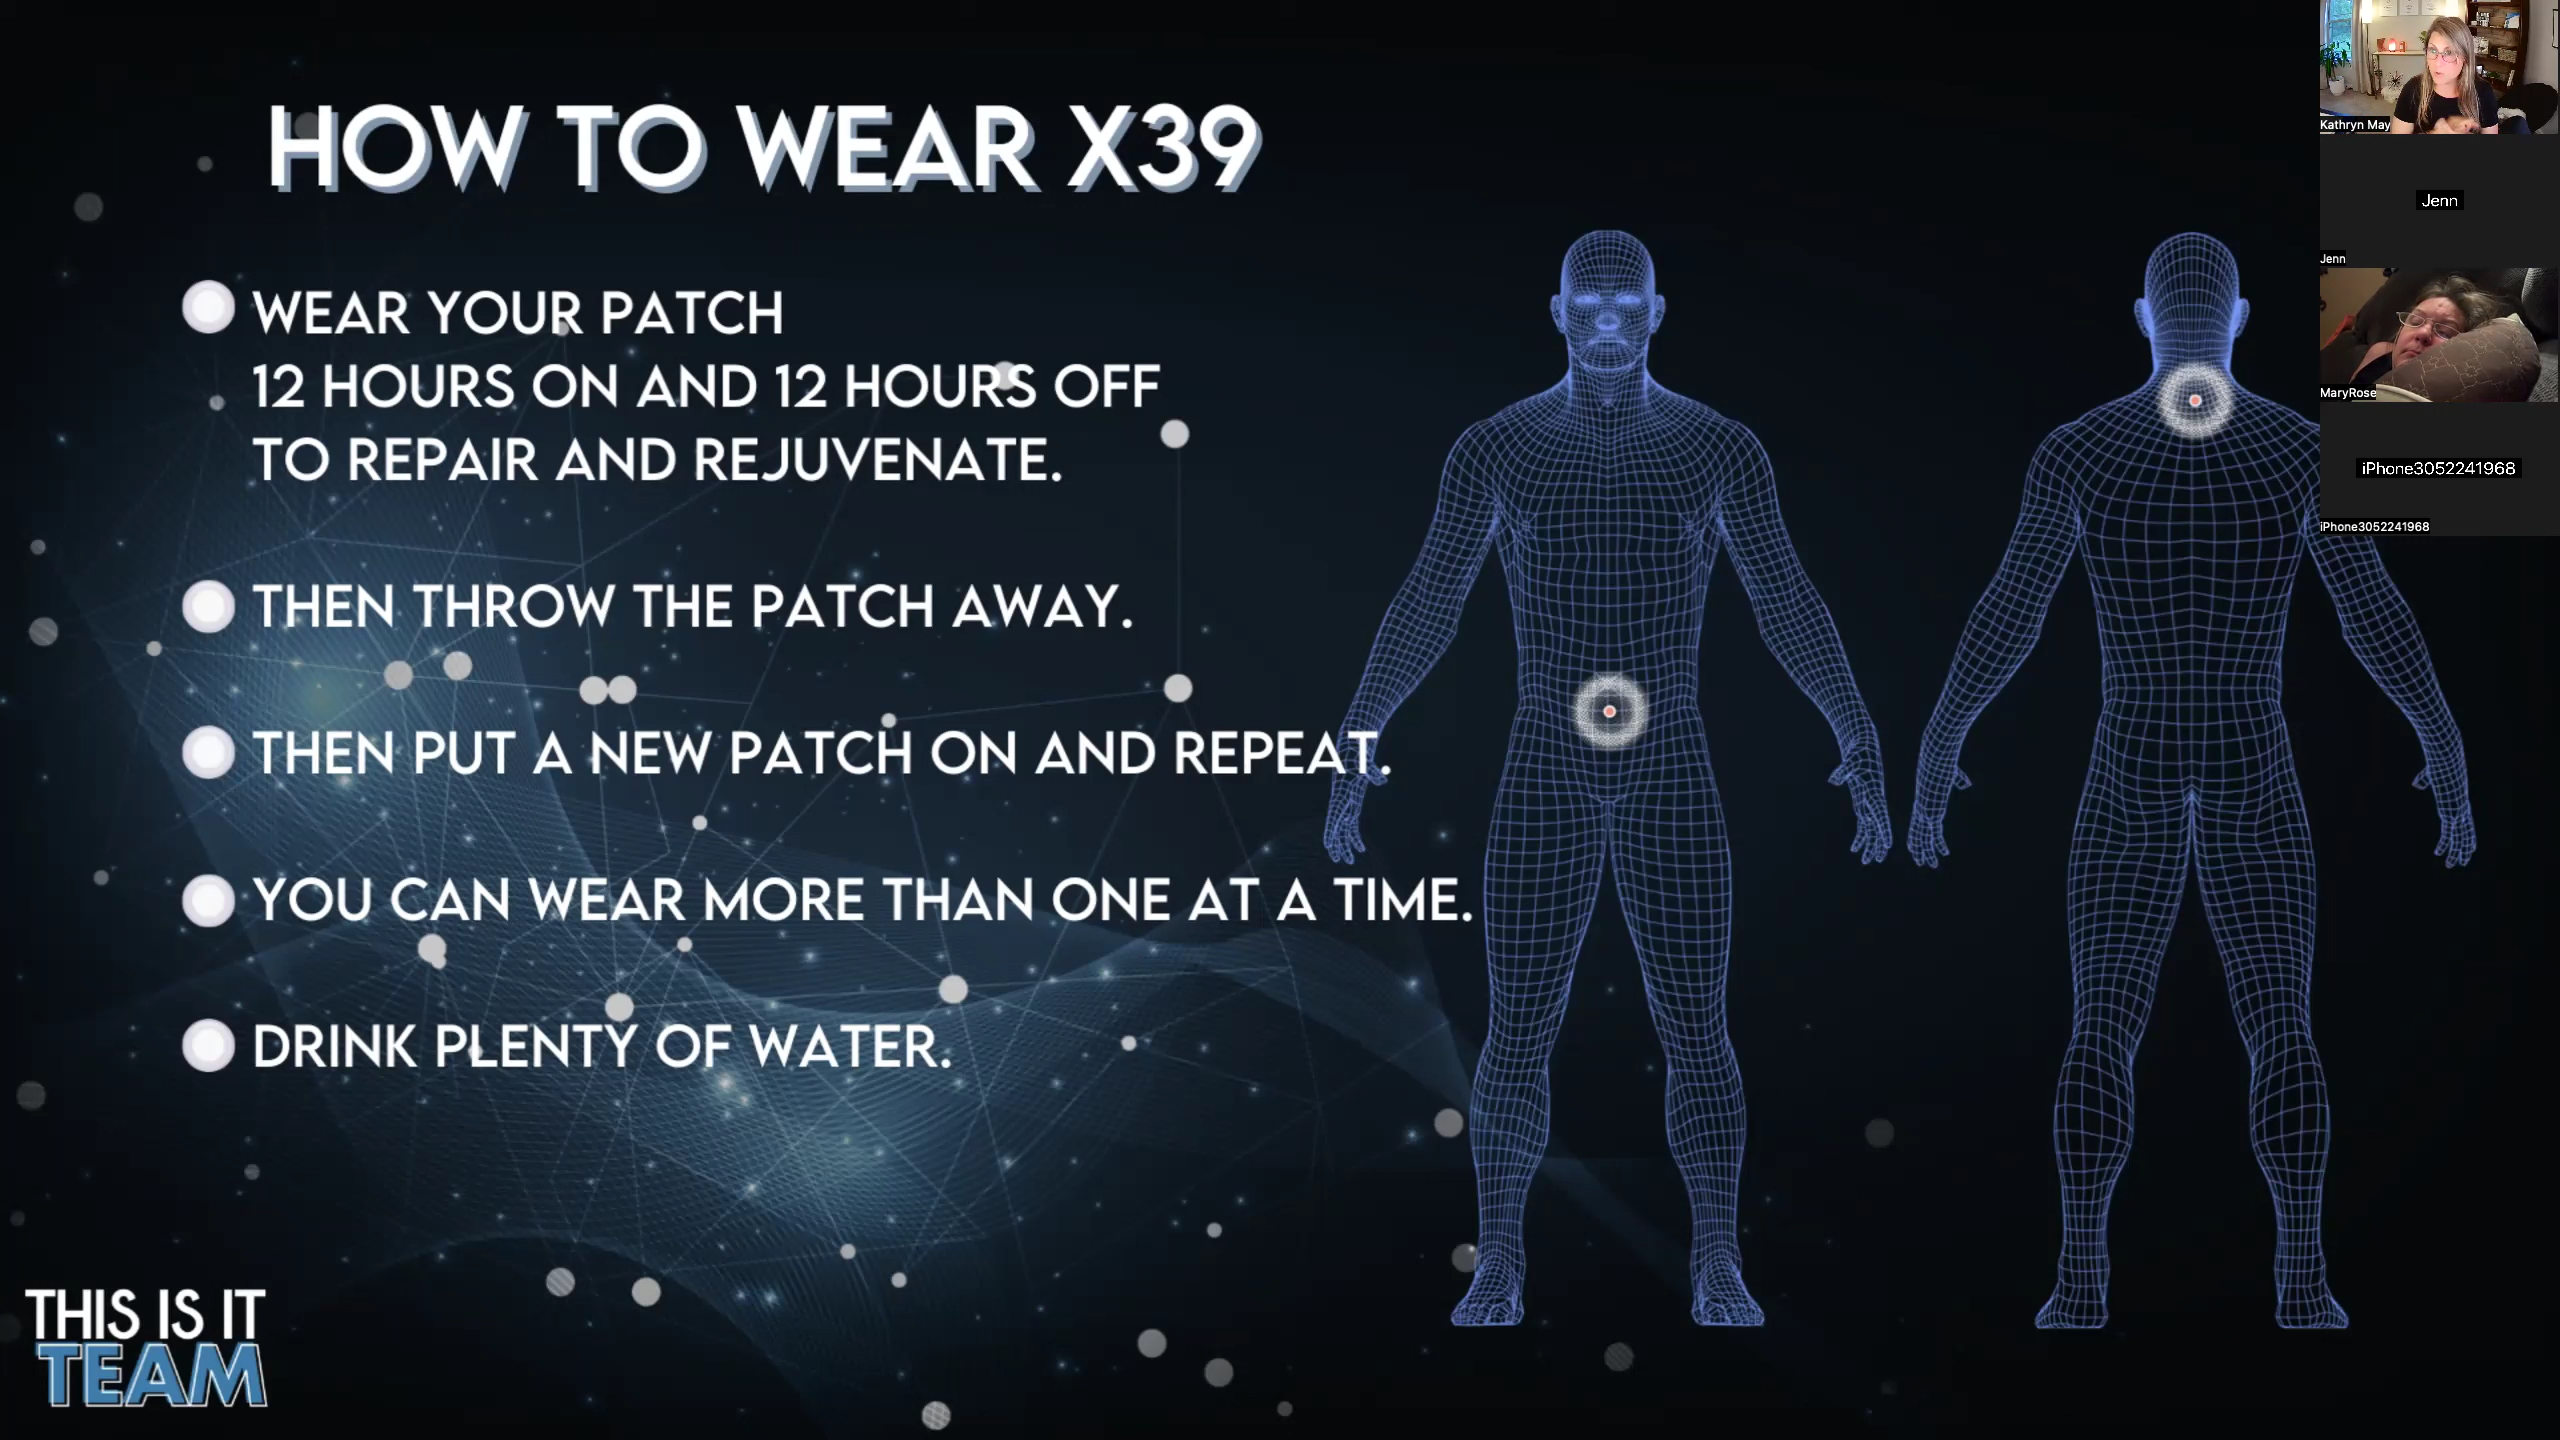 HOW TO WEAR X39
WEAR YOUR PATCH
12 HOURS ON AND 12 HOURS OFF
TO REPAIR AND REJUVENATE.
THEN THROW THE PATCH AWAY.
THEN PUT A NEW PATCH ON AND REPEAT.
YOU CAN WEAR MORE THAN ONE AT A TIME.
DRINK PLENTY OF WATER.
THIS IS IT
TEAM
Kathryn May
Jenn
Jenn
MaryRose
iPhone3052241968
iPhone3052241968